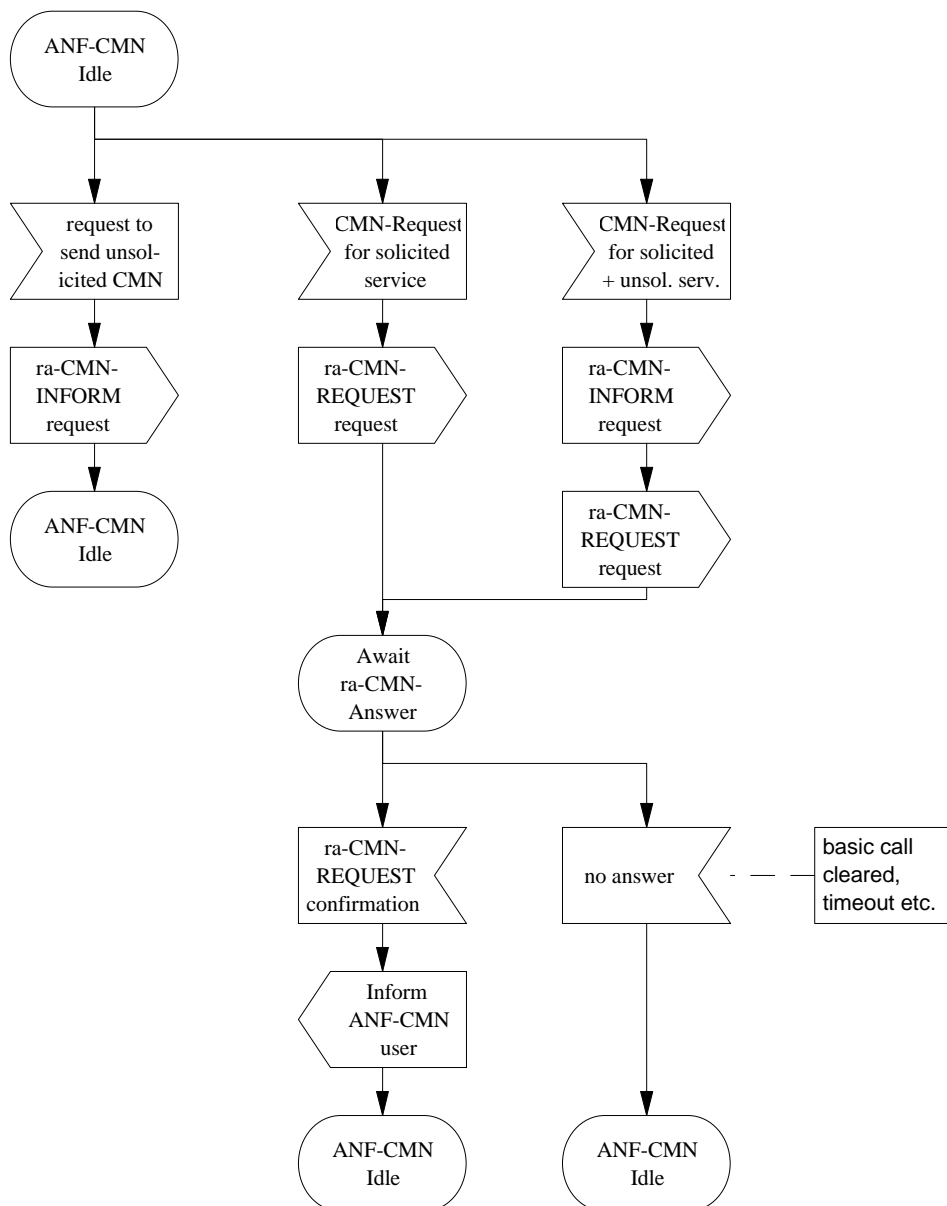 ANF-CMN
Idle
request to
send unsol-
icited CMN
CMN-Request
for solicited
service
CMN-Request
for solicited
+ unsol. serv.
ra-CMN-
INFORM
request
ra-CMN-
REQUEST
request
ra-CMN-
INFORM
request
ANF-CMN
Idle
ra-CMN-
REQUEST
request
Await
ra-CMN-
Answer
ra-CMN-
REQUEST
confirmation
no answer
basic call
cleared,
timeout etc.
Inform
ANF-CMN
user
ANF-CMN
Idle
ANF-CMN
Idle